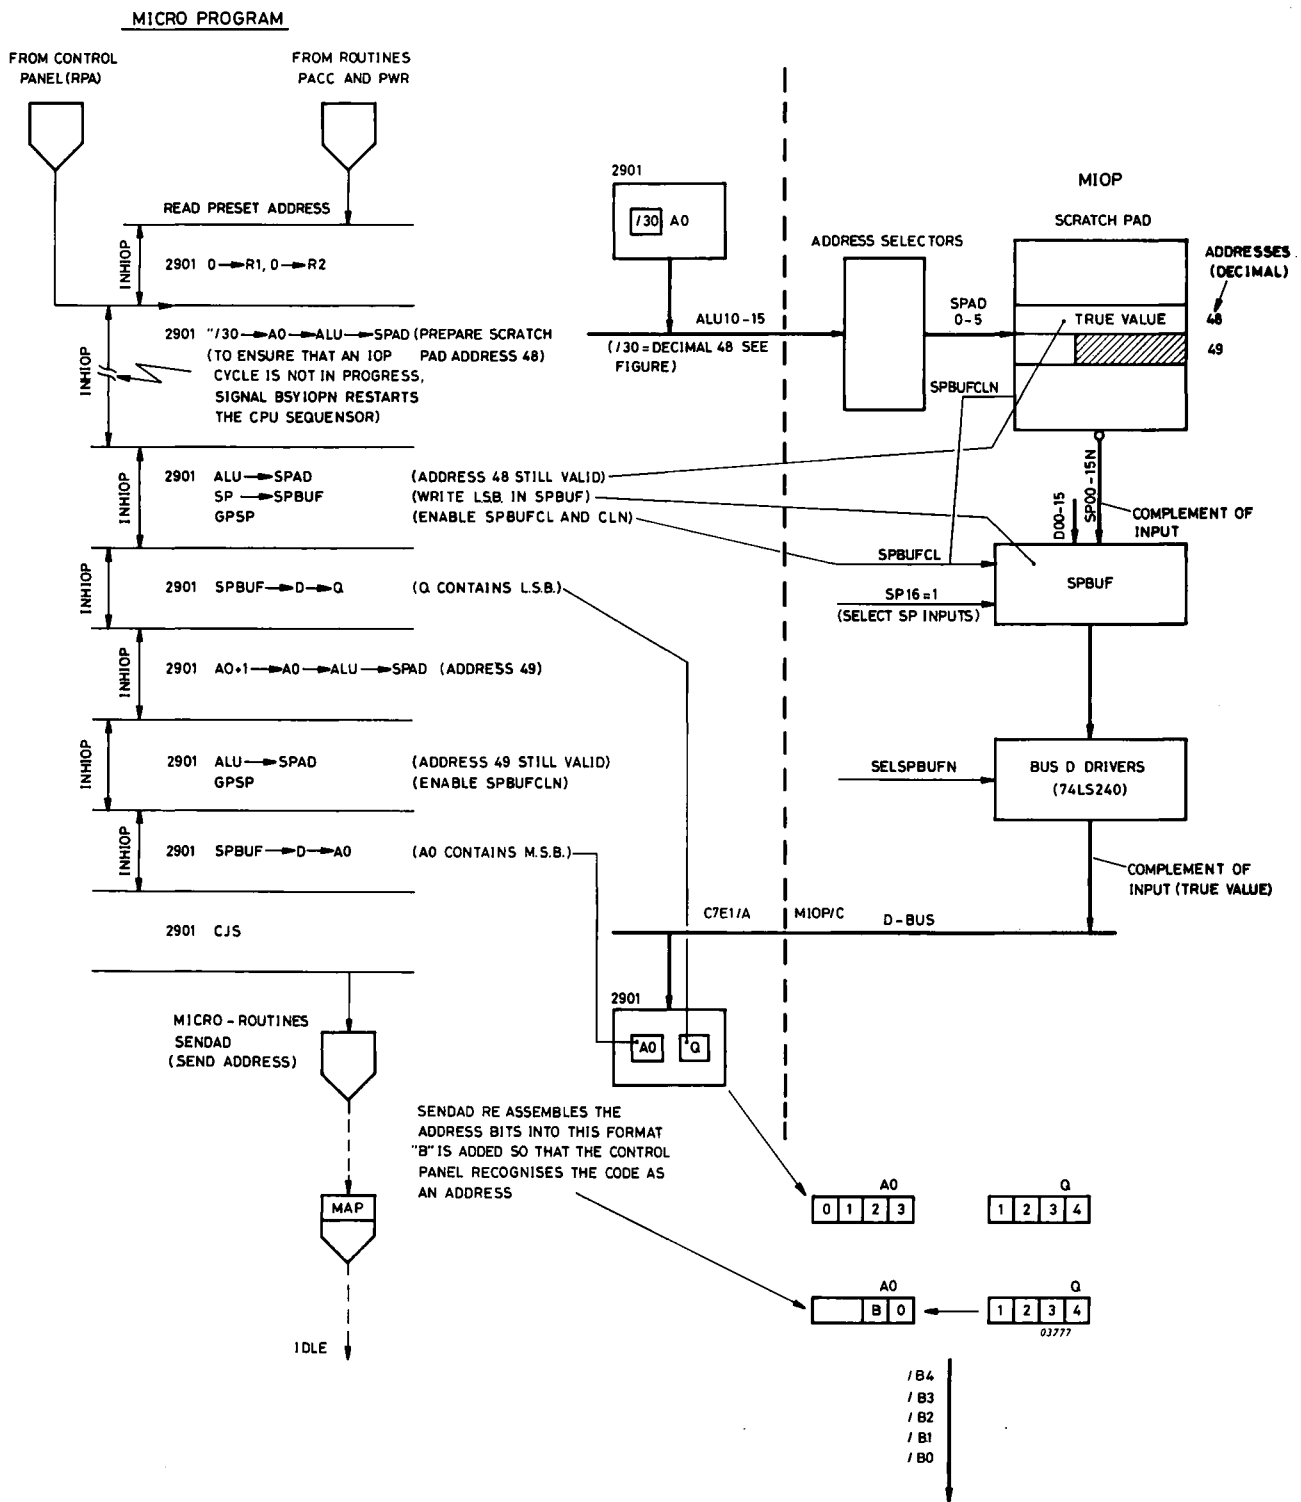 MICRO PROGRAM
FROM CONTROL
PANEL (RPA)
FROM ROUTINES
PACC AND PWR
READ PRESET ADDRESS
INHIOP
2901 0→R1, 0→R2
INHIOP
2901 "/30→A0→ALU→SPAD (PREPARE SCRATCH
(TO ENSURE THAT AN IOP PAD ADDRESS 48)
CYCLE IS NOT IN PROGRESS,
SIGNAL BSYIOPN RESTARTS
THE CPU SEQUENSOR)
INHIOP
2901 ALU→SPAD (ADDRESS 48 STILL VALID)
SP→SPBUF (WRITE L.S.B. IN SPBUF)
GPSP (ENABLE SPBUFCL AND CLN)
INHIOP
2901 SPBUF→D→Q (Q CONTAINS L.S.B.)
INHIOP
2901 A0+1→A0→ALU→SPAD (ADDRESS 49)
INHIOP
2901 ALU→SPAD (ADDRESS 49 STILL VALID)
GPSP (ENABLE SPBUFCLN)
INHIOP
2901 SPBUF→D→A0 (A0 CONTAINS M.S.B.)
2901 CJS
MICRO-ROUTINES
SENDAD
(SEND ADDRESS)
MAP
IDLE
2901
/30 A0
ALU10-15
(/30=DECIMAL 48 SEE
FIGURE)
ADDRESS SELECTORS
SPAD
0-5
MIOP
SCRATCH PAD
ADDRESSES
(DECIMAL)
TRUE VALUE
48
49
SPBUFCLN
D00-15
SP00-15N
COMPLEMENT OF
INPUT
SPBUFCL
SPBUF
SP16=1
(SELECT SP INPUTS)
SELSPBUFN
BUS D DRIVERS
(74LS240)
COMPLEMENT OF
INPUT (TRUE VALUE)
C7E1/A
MIOP/C
D-BUS
2901
A0 Q
SENDAD RE ASSEMBLES THE
ADDRESS BITS INTO THIS FORMAT
"B" IS ADDED SO THAT THE CONTROL
PANEL RECOGNISES THE CODE AS
AN ADDRESS
A0 Q
0 1 2 3 1 2 3 4
A0 Q
B 0 1 2 3 4
03777
/B4
/B3
/B2
/B1
/B0